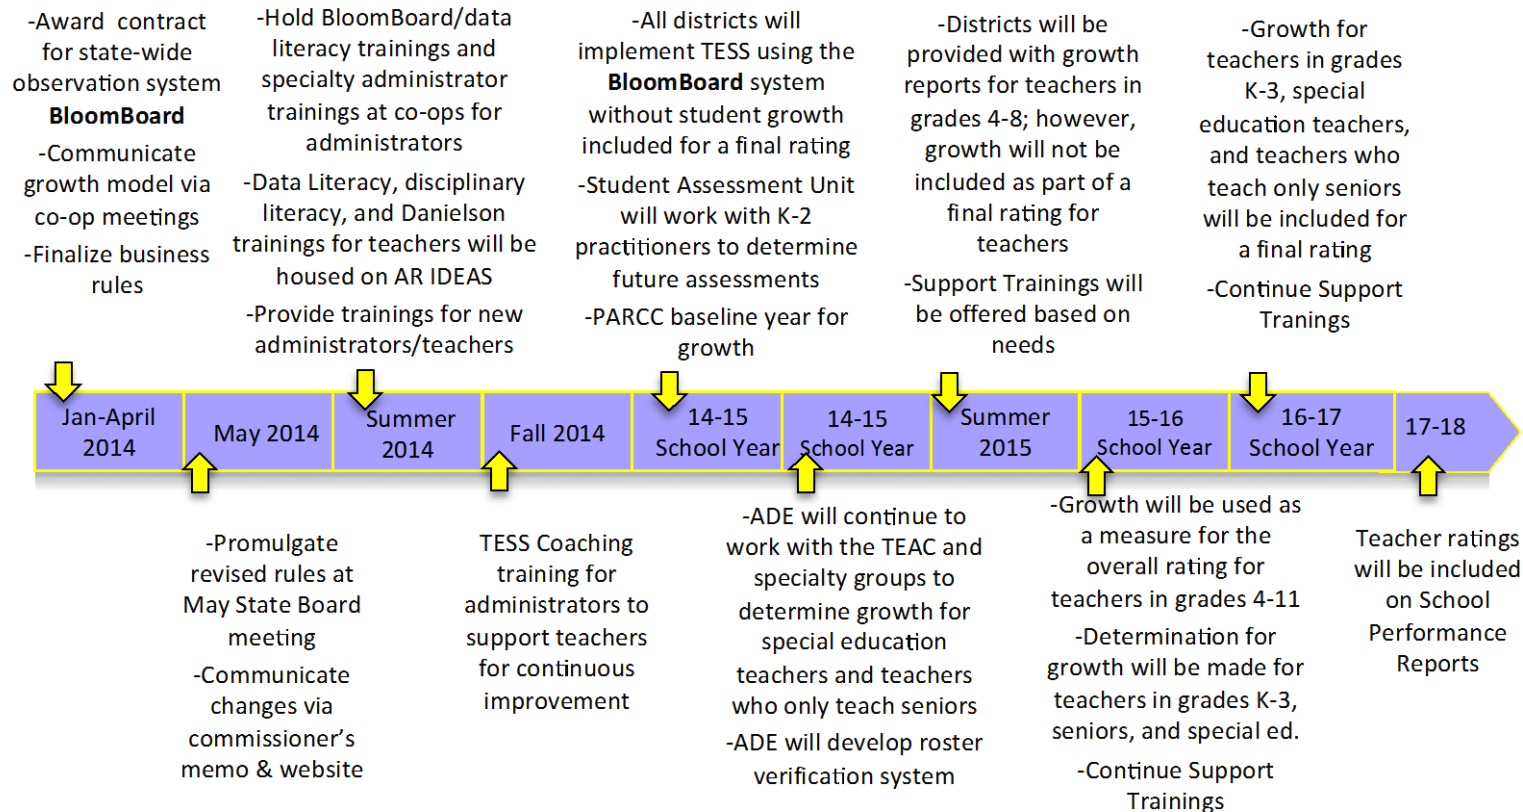 -Award  contract
for state-wide
observation system
BloomBoard
-Communicate
growth model via
co-op meetings
-Finalize business
rules
-Hold BloomBoard/data
literacy trainings and
specialty administrator
trainings at co-ops for
administrators
-Data Literacy, disciplinary
literacy, and Danielson
trainings for teachers will be
housed on AR IDEAS
-Provide trainings for new
administrators/teachers
-All districts will
implement TESS using the
BloomBoard system
without student growth
included for a final rating
-Student Assessment Unit
will work with K-2
practitioners to determine
future assessments
-PARCC baseline year for
growth
-Districts will be
provided with growth
reports for teachers in
grades 4-8; however,
growth will not be
included as part of a
final rating for
teachers
-Support Trainings will
be offered based on
needs
-Growth for
teachers in grades
K-3, special
education teachers,
and teachers who
teach only seniors
will be included for
a final rating
-Continue Support
Tranings
Jan-April
2014
May 2014
Summer
2014
Fall 2014
14-15
School Year
14-15
School Year
Summer
2015
15-16
School Year
16-17
School Year
17-18
-Promulgate
revised rules at
May State Board
meeting
-Communicate
changes via
commissioner's
memo & website
TESS Coaching
training for
administrators to
support teachers
for continuous
improvement
-ADE will continue to
work with the TEAC and
specialty groups to
determine growth for
special education
teachers and teachers
who only teach seniors
-ADE will develop roster
verification system
-Growth will be used as
a measure for the
overall rating for
teachers in grades 4-11
-Determination for
growth will be made for
teachers in grades K-3,
seniors, and special ed.
-Continue Support
Trainings
Teacher ratings
will be included
on School
Performance
Reports